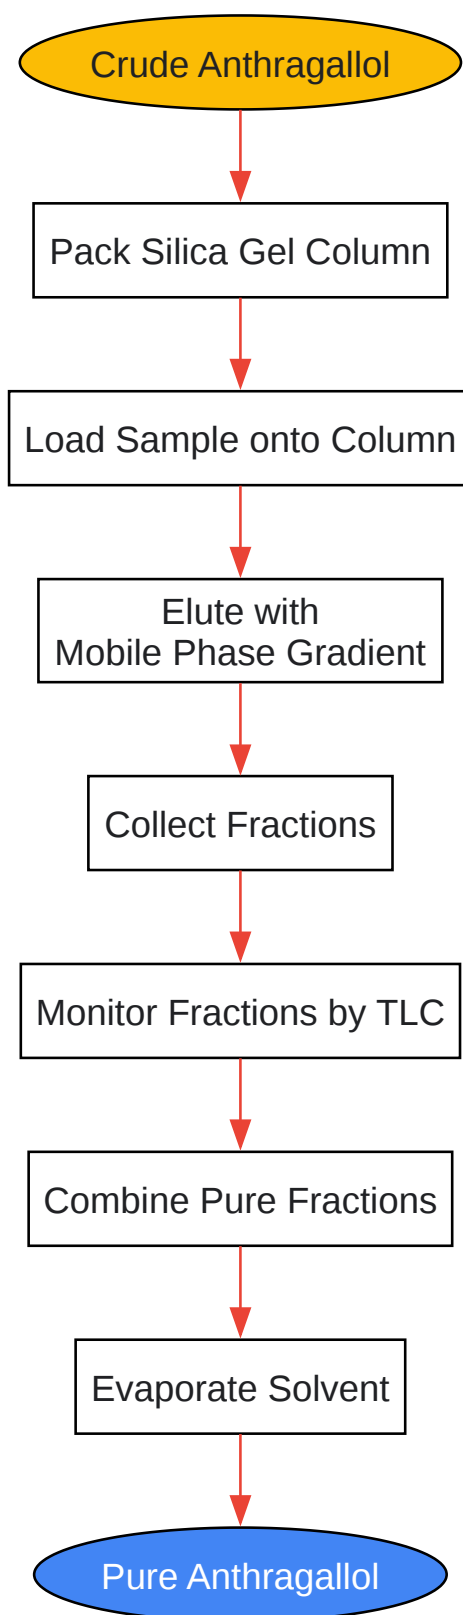 Crude Anthragallol
Pack Silica Gel Column
Load Sample onto Column
Elute with
Mobile Phase Gradient
Collect Fractions
Monitor Fractions by TLC
Combine Pure Fractions
Evaporate Solvent
Pure Anthragallol